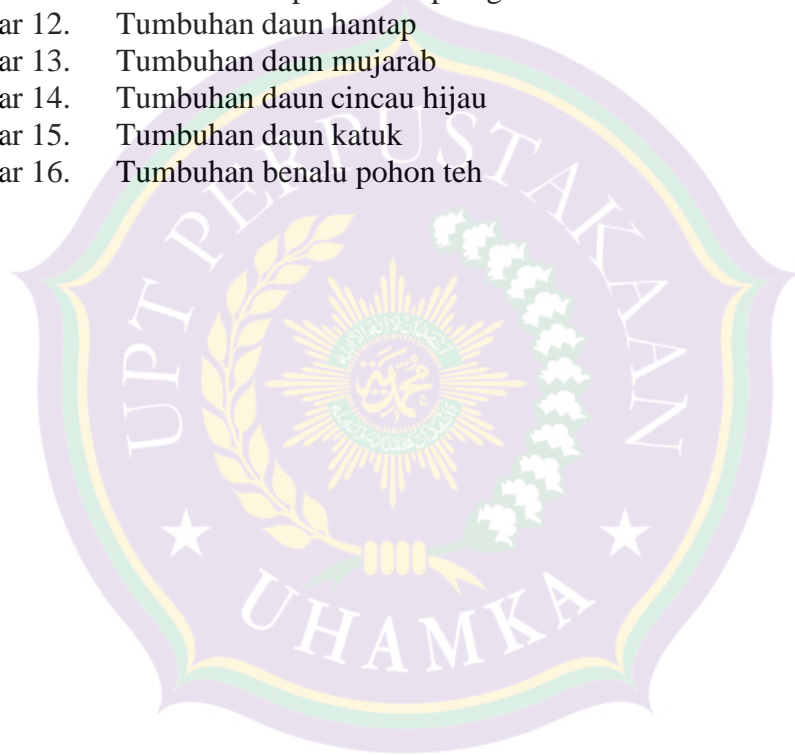 ar 12. Tumbuhan daun hantap
ar 13. Tumbuhan daun mujarab
ar 14. Tumbuhan daun cincau hijau
ar 15. Tumbuhan daun katuk
ar 16. Tumbuhan benalu pohon teh
UPT PERPUSTAKAAN
UHAMKA